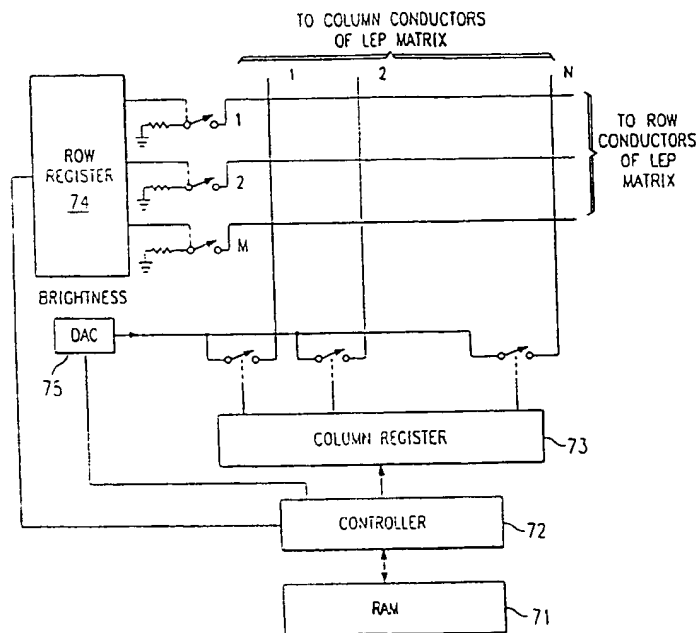 TO COLUMN CONDUCTORS
OF LEP MATRIX
1
2
N
ROW
REGISTER
74
1
2
M
TO ROW
CONDUCTORS
OF LEP
MATRIX
BRIGHTNESS
DAC
75
COLUMN REGISTER
73
CONTROLLER
72
RAM
71